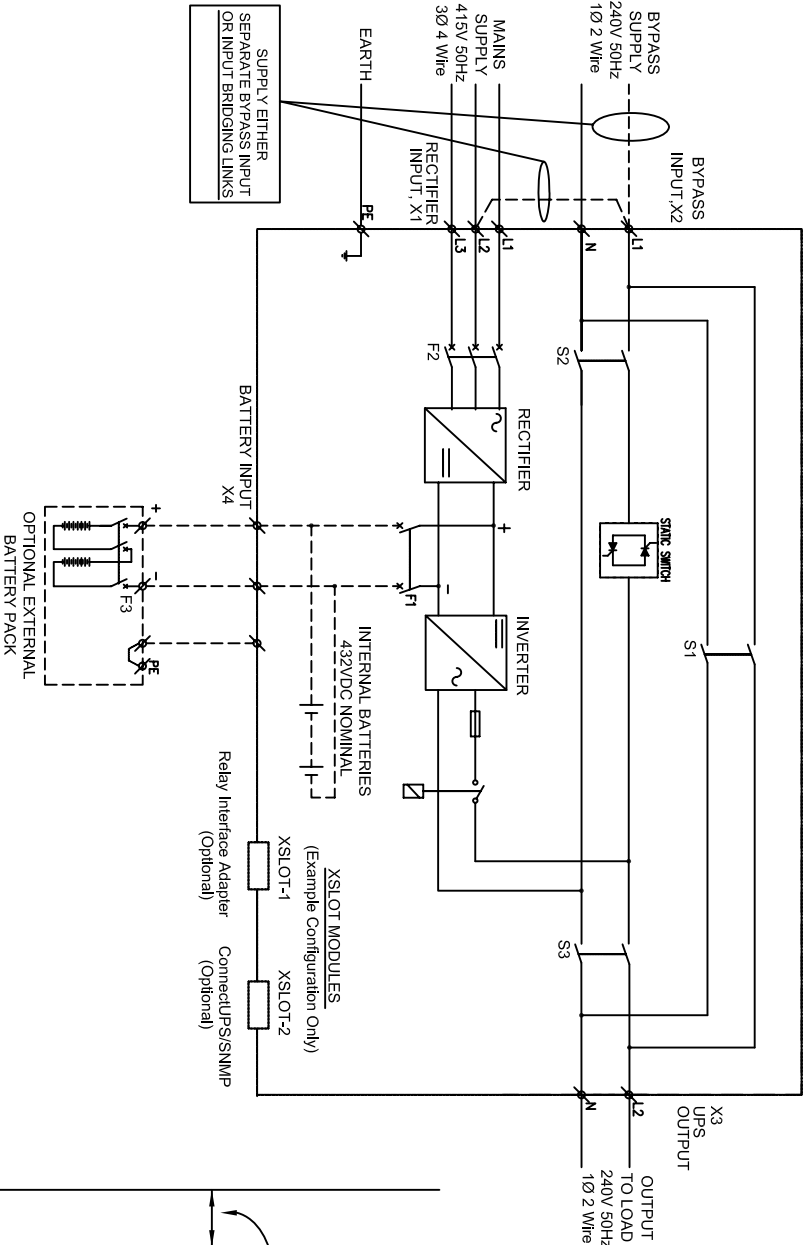 BYPASS
SUPPLY
240V 50Hz
1Ø 2 Wire
MAINS
SUPPLY
415V 50Hz
3Ø 4 Wire
EARTH
SUPPLY EITHER
SEPARATE BYPASS INPUT
OR INPUT BRIDGING LINKS
BYPASS
INPUT,X2
RECTIFIER
INPUT, X1
L1
N
L1
L2
L3
PE
S2
F2
RECTIFIER
STATIC SWITCH
S1
+
-
F1
INVERTER
S3
BATTERY INPUT
X4
INTERNAL BATTERIES
432VDC NOMINAL
+
-
F3
PE
OPTIONAL EXTERNAL
BATTERY PACK
XSLOT MODULES
(Example Configuration Only)
XSLOT-1
Relay Interface Adapter
(Optional)
XSLOT-2
ConnectUPS/SNMP
(Optional)
X3
UPS
OUTPUT
L2
N
OUTPUT
TO LOAD
240V 50Hz
1Ø 2 Wire